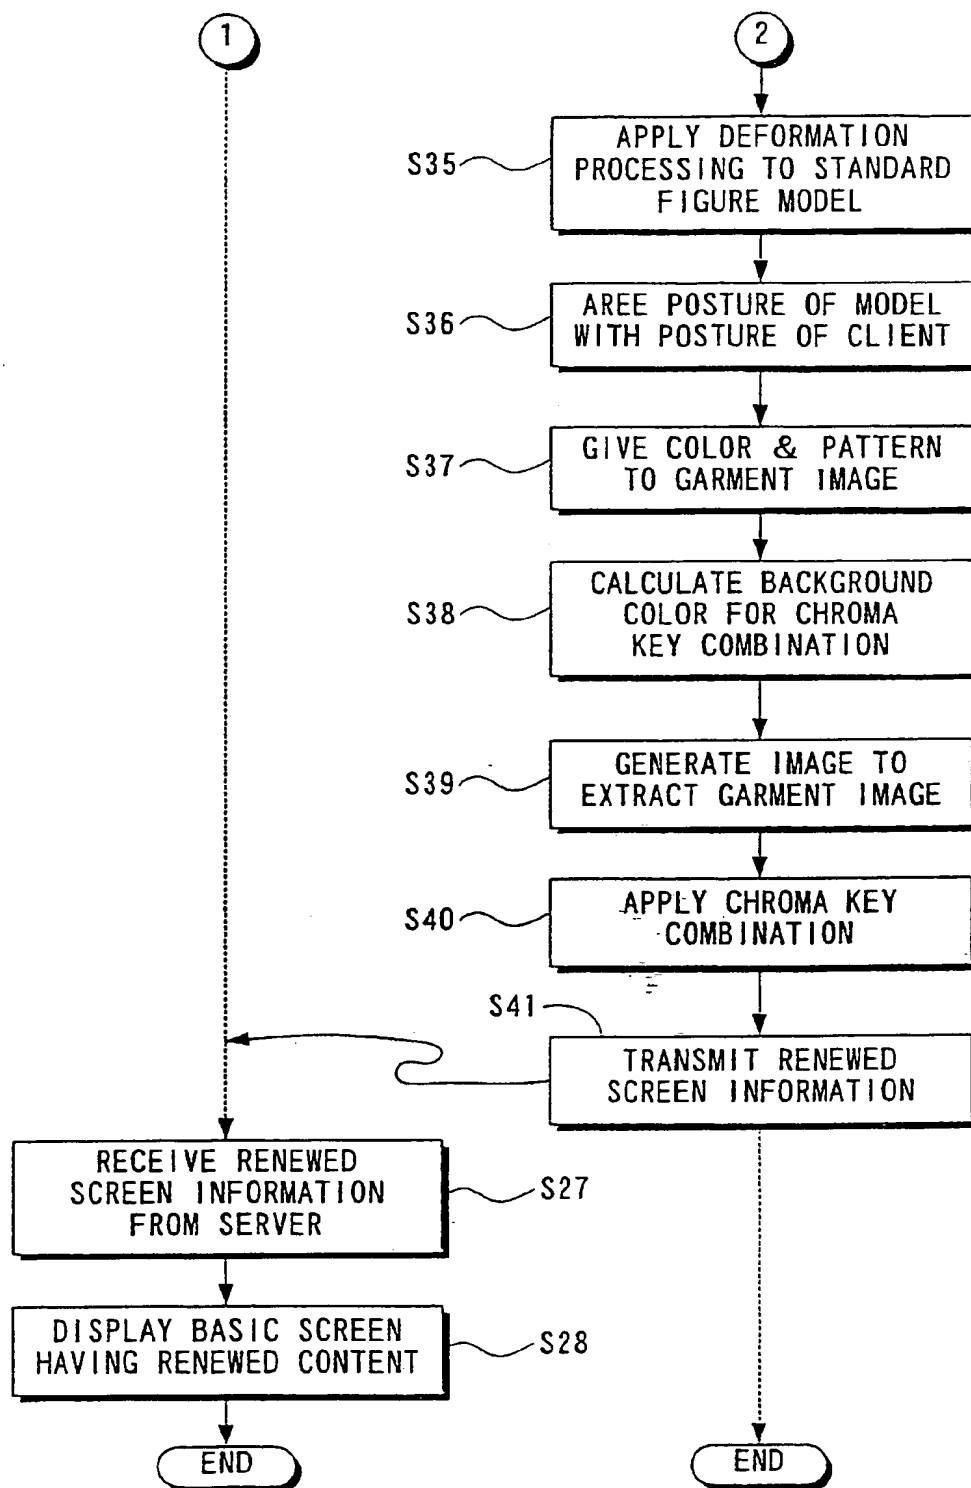 1
2
S35
APPLY DEFORMATION
PROCESSING TO STANDARD
FIGURE MODEL
S36
AREE POSTURE OF MODEL
WITH POSTURE OF CLIENT
S37
GIVE COLOR & PATTERN
TO GARMENT IMAGE
S38
CALCULATE BACKGROUND
COLOR FOR CHROMA
KEY COMBINATION
S39
GENERATE IMAGE TO
EXTRACT GARMENT IMAGE
S40
APPLY CHROMA KEY
COMBINATION
S41
TRANSMIT RENEWED
SCREEN INFORMATION
RECEIVE RENEWED
SCREEN INFORMATION
FROM SERVER
S27
DISPLAY BASIC SCREEN
HAVING RENEWED CONTENT
S28
END
END